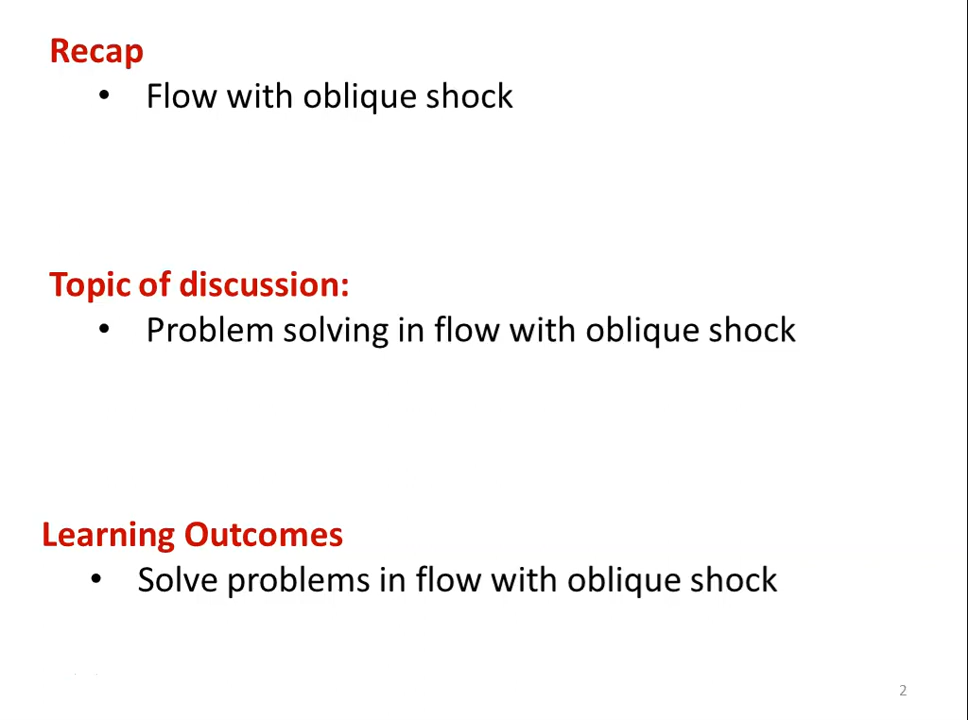 Recap
• Flow with oblique shock
Topic of discussion:
• Problem solving in flow with oblique shock
Learning Outcomes
• Solve problems in flow with oblique shock
2